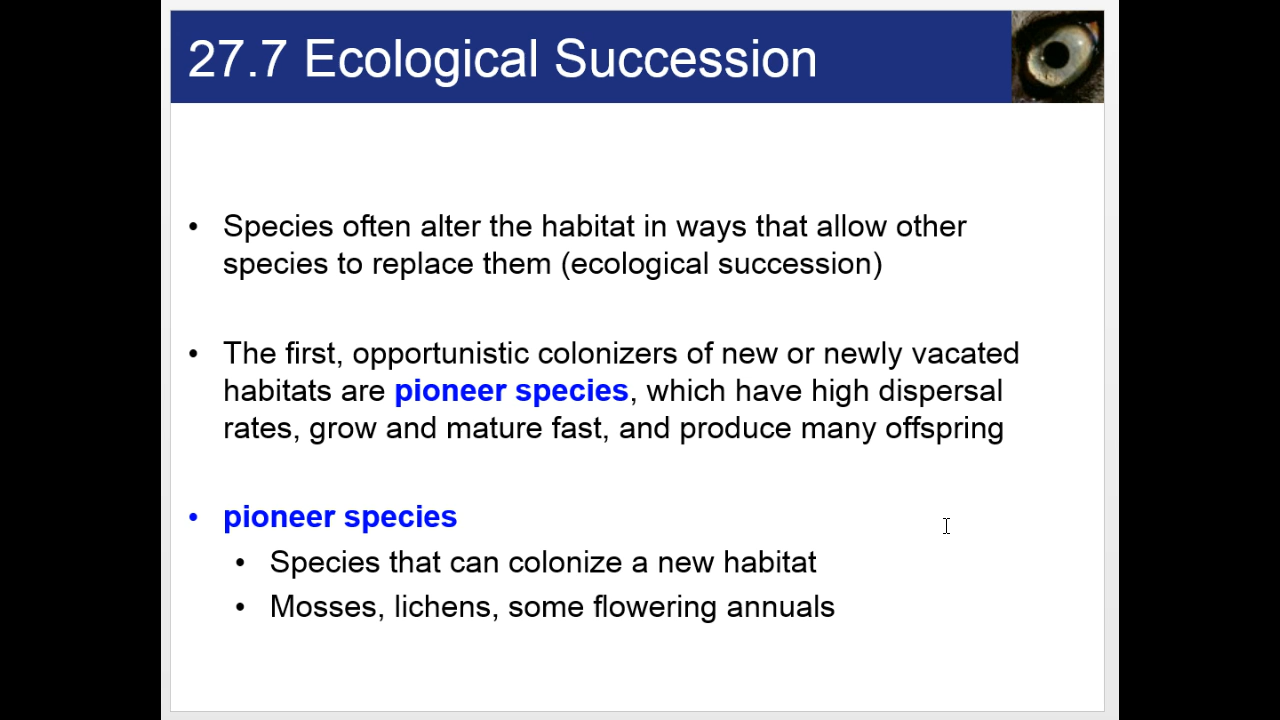 27.7 Ecological Succession
• Species often alter the habitat in ways that allow other
species to replace them (ecological succession)
• The first, opportunistic colonizers of new or newly vacated
habitats are pioneer species, which have high dispersal
rates, grow and mature fast, and produce many offspring
• pioneer species
• Species that can colonize a new habitat
• Mosses, lichens, some flowering annuals